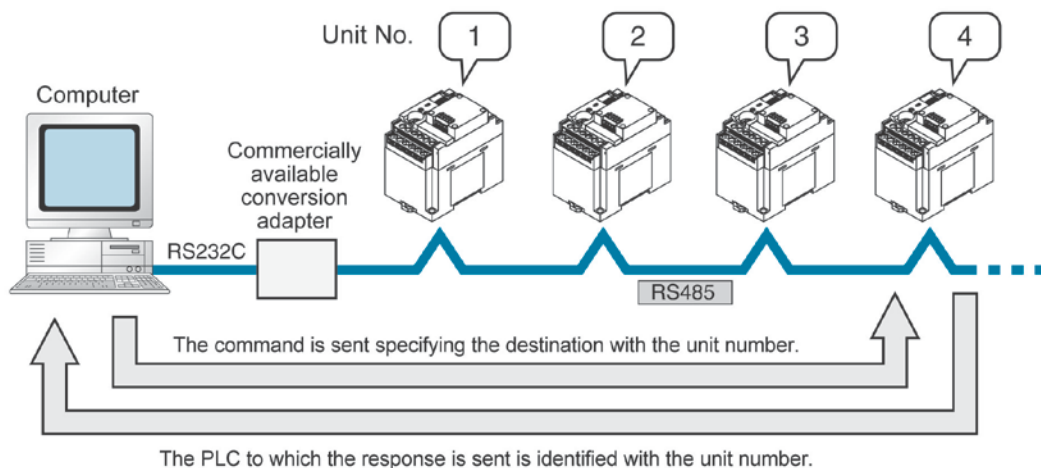 Unit No.
1
2
3
4
Computer
Commercially
available
conversion
adapter
RS232C
RS485
The command is sent specifying the destination with the unit number.
The PLC to which the response is sent is identified with the unit number.